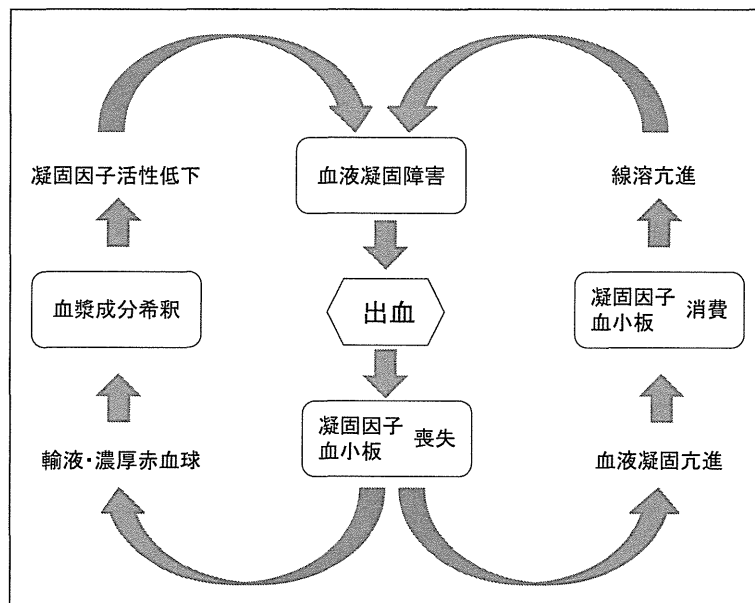 凝固因子活性低下
血液凝固障害
線溶亢進
血漿成分希釈
出血
凝固因子
血小板
消費
輸液・濃厚赤血球
凝固因子
血小板
喪失
血液凝固亢進